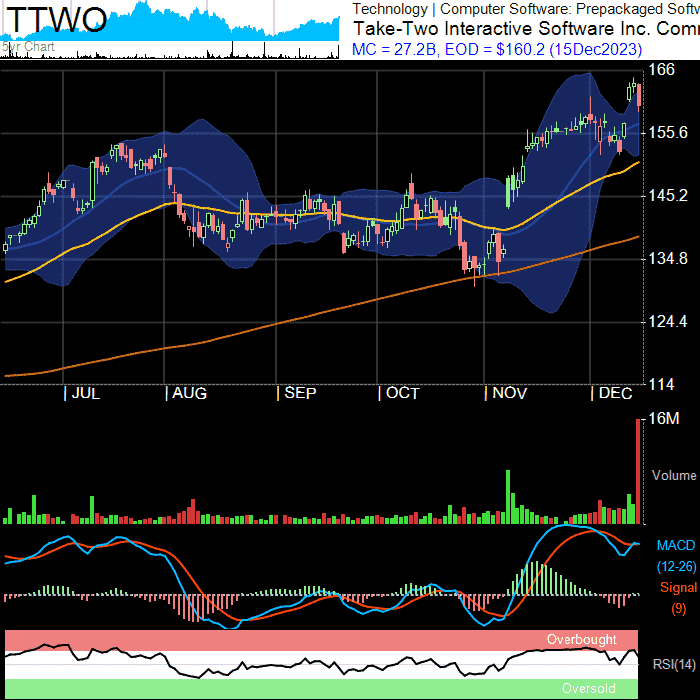 TTWO
5yr Chart
Technology | Computer Software: Prepackaged Softw
Take-Two Interactive Software Inc. Comm
MC = 27.2B, EOD = $160.2 (15Dec2023)
166
155.6
145.2
134.8
124.4
114
| JUL | AUG | SEP | OCT | NOV | DEC
16M
Volume
MACD
(12-26)
Signal
(9)
Overbought
RSI(14)
Oversold